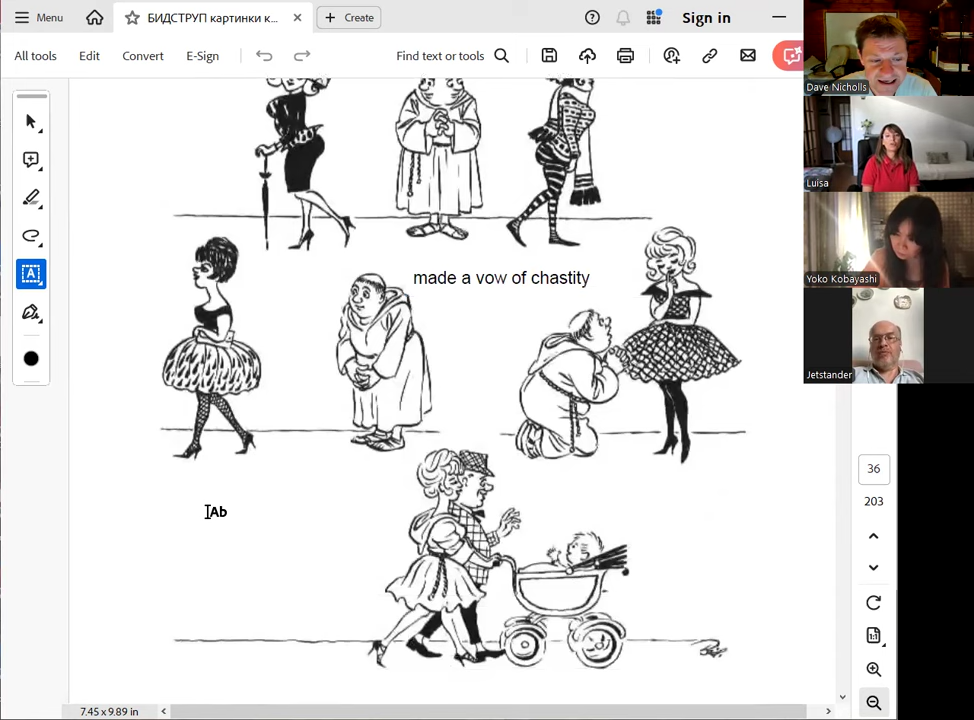 Menu
БИДСТРУП картинки к...
Create
Sign in
All tools
Edit
Convert
E-Sign
Find text or tools
Dave Nicholls
Luisa
Yoko Kobayashi
Jetstander
made a vow of chastity
Ab
36
203
7.45 x 9.89 in